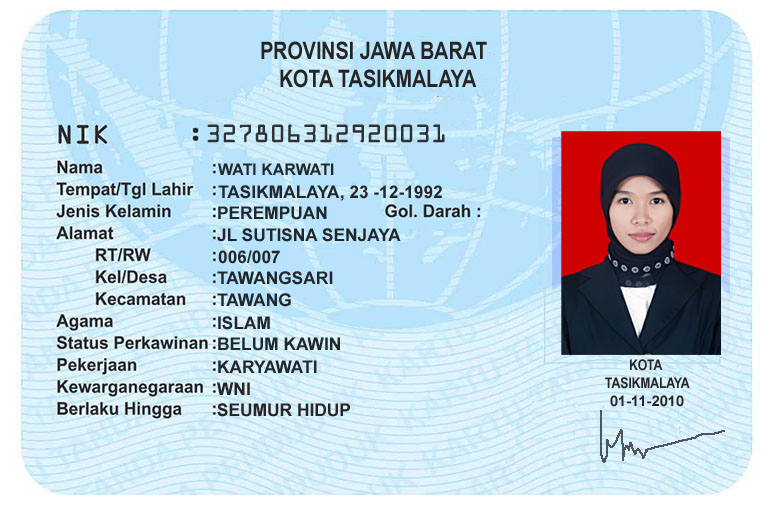 PROVINSI JAWA BARAT
KOTA TASIKMALAYA
NIK :3278063129200​31
Nama :WATI KARWATI
Tempat/Tgl Lahir :TASIKMALAYA, 23 -12-1992
Jenis Kelamin :PEREMPUAN Gol. Darah :
Alamat :JL SUTISNA SENJAYA
RT/RW :006/007
Kel/Desa :TAWANGSARI
Kecamatan :TAWANG
Agama :ISLAM
Status Perkawinan :BELUM KAWIN
Pekerjaan :KARYAWATI
Kewarganegaraan :WNI
Berlaku Hingga :SEUMUR HIDUP
KOTA
TASIKMALAYA
01-11-2010